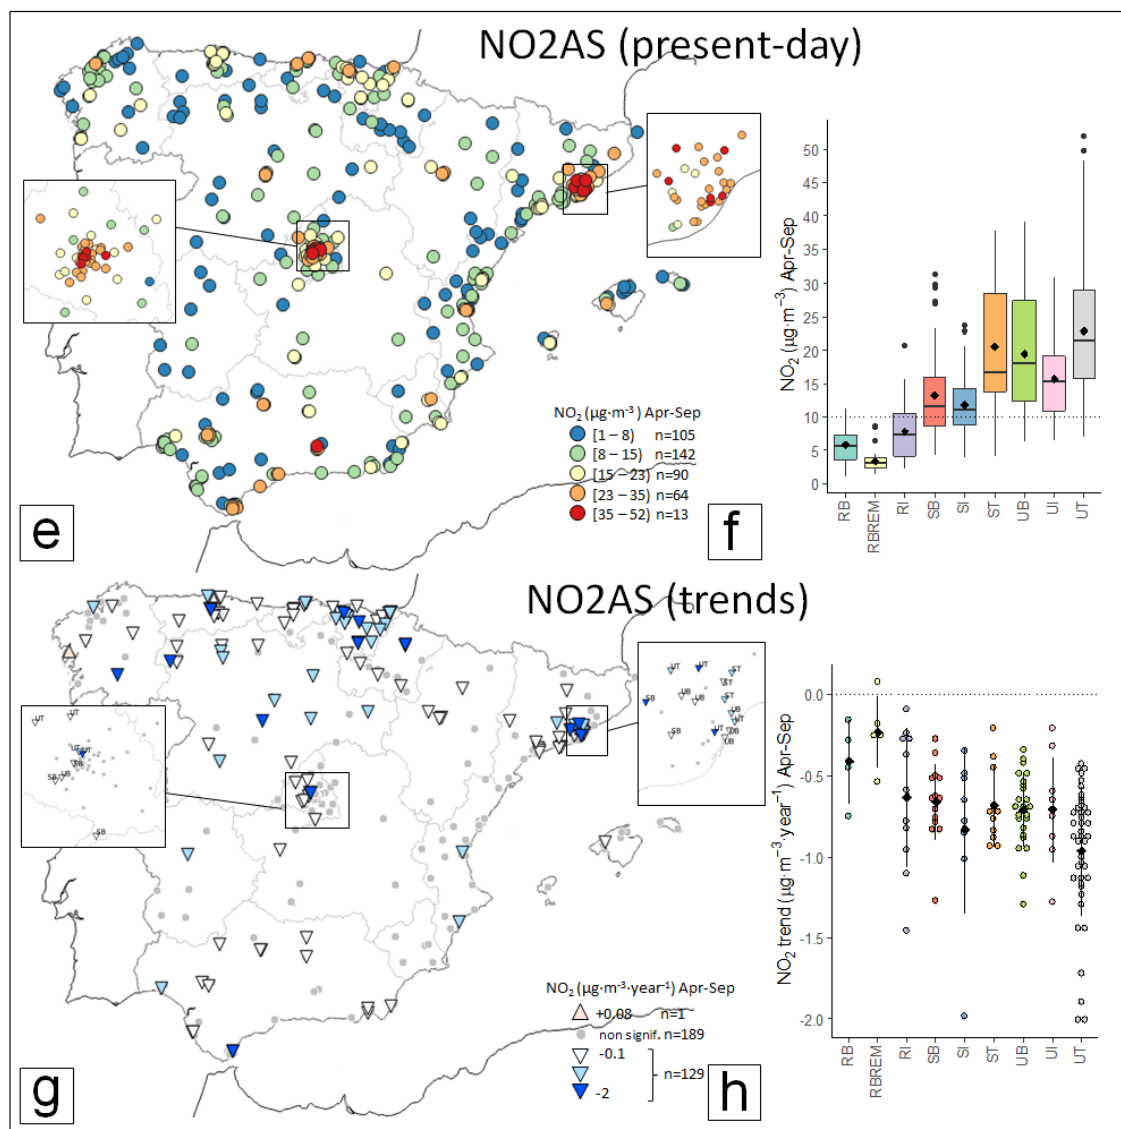 NO2AS (present-day)
NO₂ (µg·m⁻³) Apr-Sep
[1 – 8) n=105
[8 – 15) n=142
[15 – 23) n=90
[23 – 35) n=64
[35 – 52) n=13
e
NO₂ (µg·m⁻³) Apr-Sep
50
45
40
35
30
25
20
15
10
5
0
RB
RBREM
RI
SB
SI
ST
UB
UI
UT
f
NO2AS (trends)
UT
UT
UT
UT
SB
SB
UB
SB
UT
UT
ST
ST
SB
UB
UB
ST
UB
UT
SB
UT
UB
UB
NO₂ (µg·m⁻³·year⁻¹) Apr-Sep
+0.08 n=1
non signif. n=189
-0.1
n=129
-2
g
NO₂ trend (µg·m⁻³·year⁻¹) Apr-Sep
0.0
-0.5
-1.0
-1.5
-2.0
RB
RBREM
RI
SB
SI
ST
UB
UI
UT
h